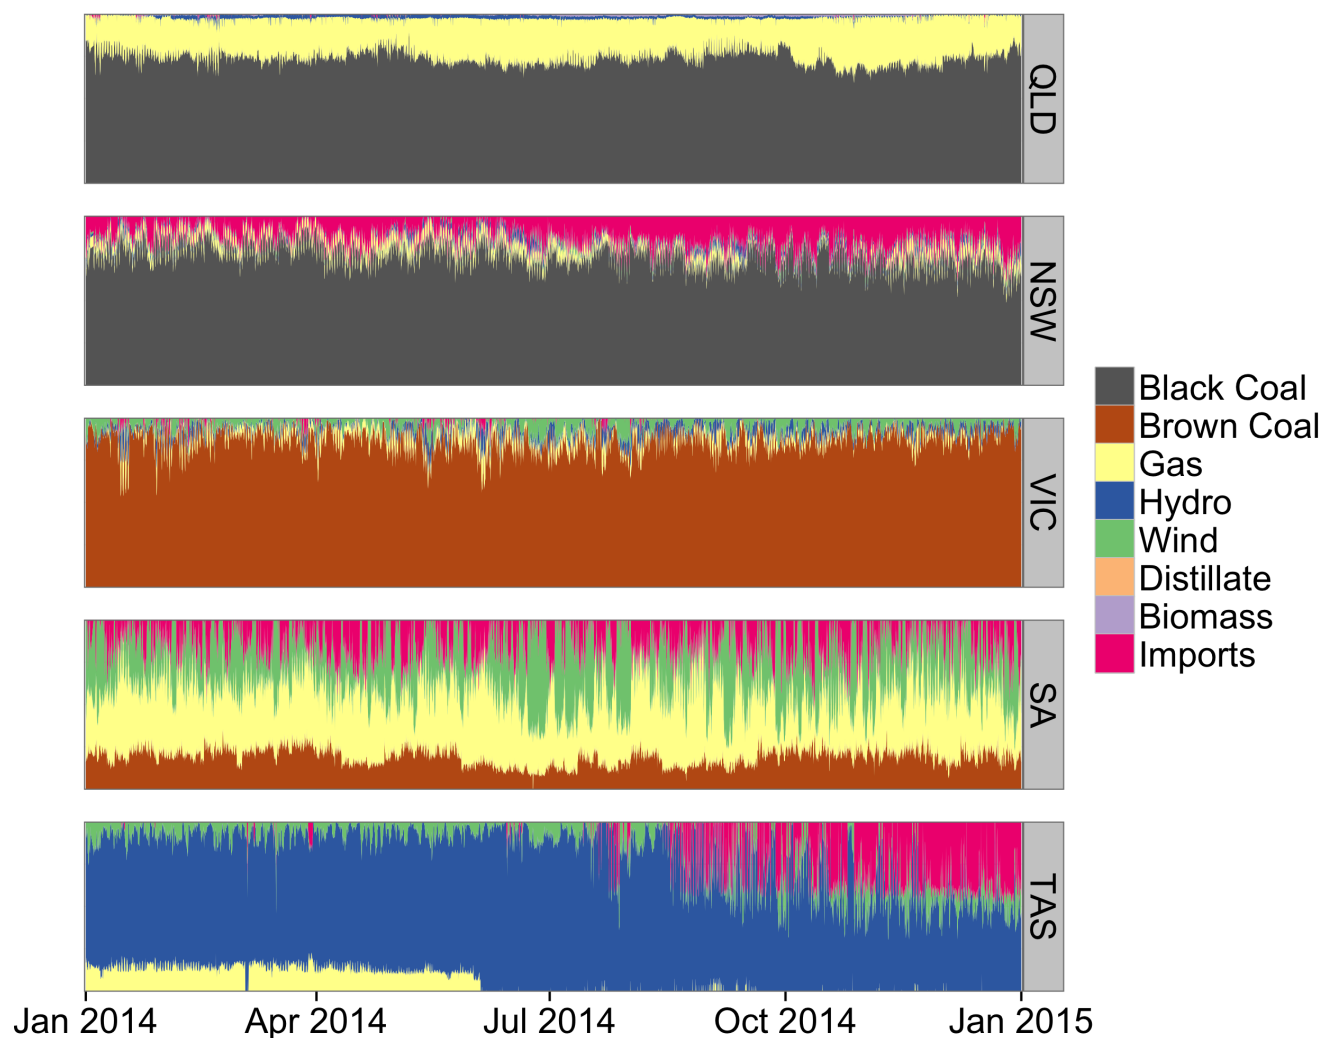 QLD
NSW
VIC
SA
TAS
Black Coal
Brown Coal
Gas
Hydro
Wind
Distillate
Biomass
Imports
Jan 2014 Apr 2014 Jul 2014 Oct 2014 Jan 2015